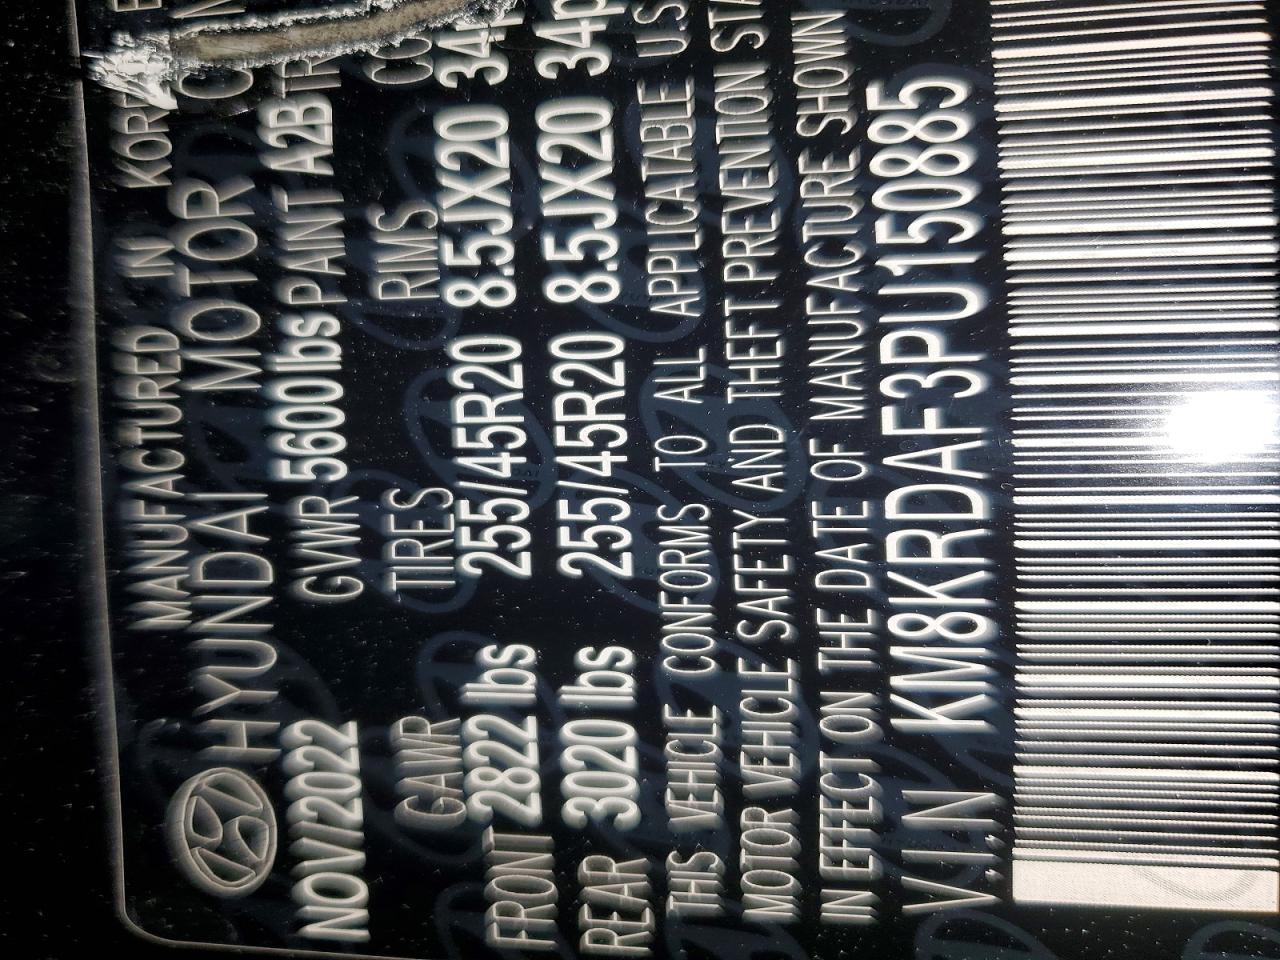 MANUFACTURED IN
HYUNDAI MOTOR
NOV/2022 GVWR 5600lbs PAINT A2B
GAWR TIRES RIMS
FRONT 2822 lbs 255/45R20 8.5JX20
REAR 3020 lbs 255/45R20 8.5JX20
THIS VEHICLE CONFORMS TO ALL APPLICATABLE U.S
MOTOR VEHICLE SAFETY AND THEFT PREVENTION STA
IN EFFECT ON THE DATE OF MANUFACTURE SHOWN
V.I.N KM8KRDAF3PU150885